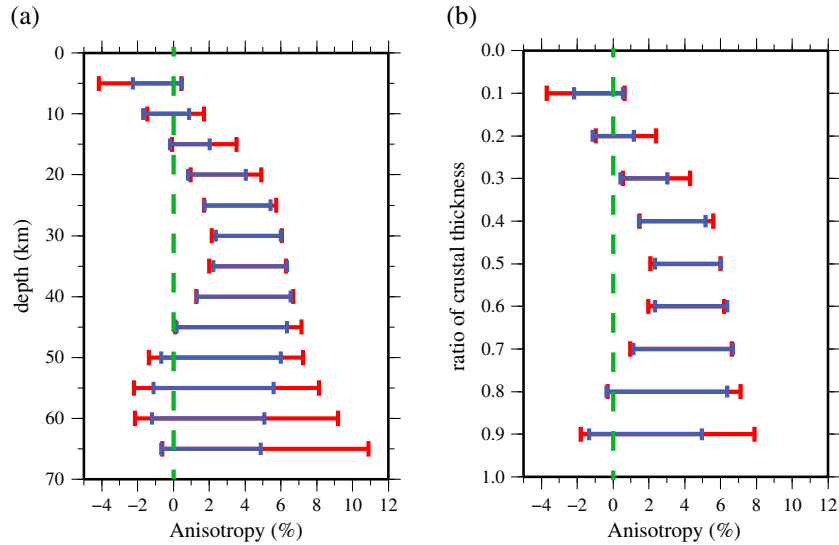 (a)
(b)
0
10
20
30
40
50
60
70
depth (km)
−4 −2 0 2 4 6 8 10 12
Anisotropy (%)
0.0
0.1
0.2
0.3
0.4
0.5
0.6
0.7
0.8
0.9
1.0
ratio of crustal thickness
−4 −2 0 2 4 6 8 10 12
Anisotropy (%)